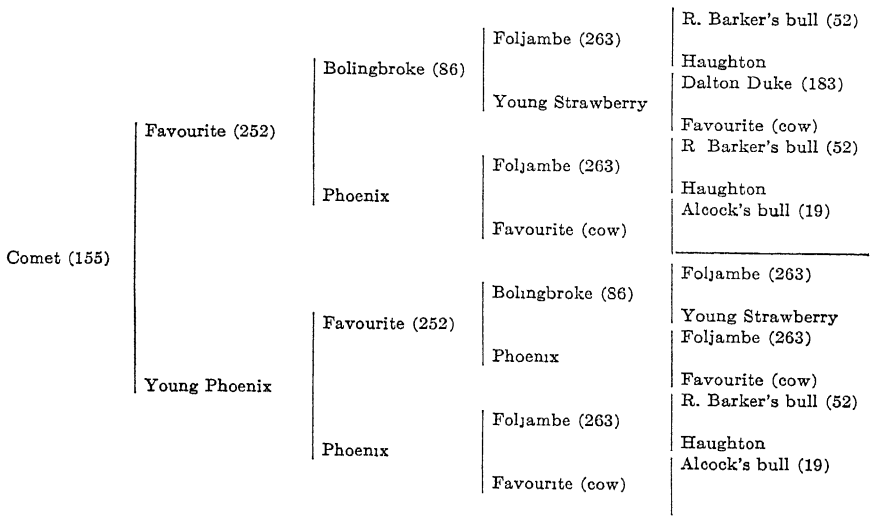 R. Barker's bull (52)
Foljambe (263)
Haughton
Bolingbroke (86)
Dalton Duke (183)
Young Strawberry
Favourite (cow)
Favourite (252)
R Barker's bull (52)
Foljambe (263)
Haughton
Phoenix
Alcock's bull (19)
Favourite (cow)
Comet (155)
Foljambe (263)
Bolingbroke (86)
Young Strawberry
Favourite (252)
Foljambe (263)
Phoenix
Favourite (cow)
Young Phoenix
R. Barker's bull (52)
Foljambe (263)
Haughton
Phoenix
Alcock's bull (19)
Favourite (cow)